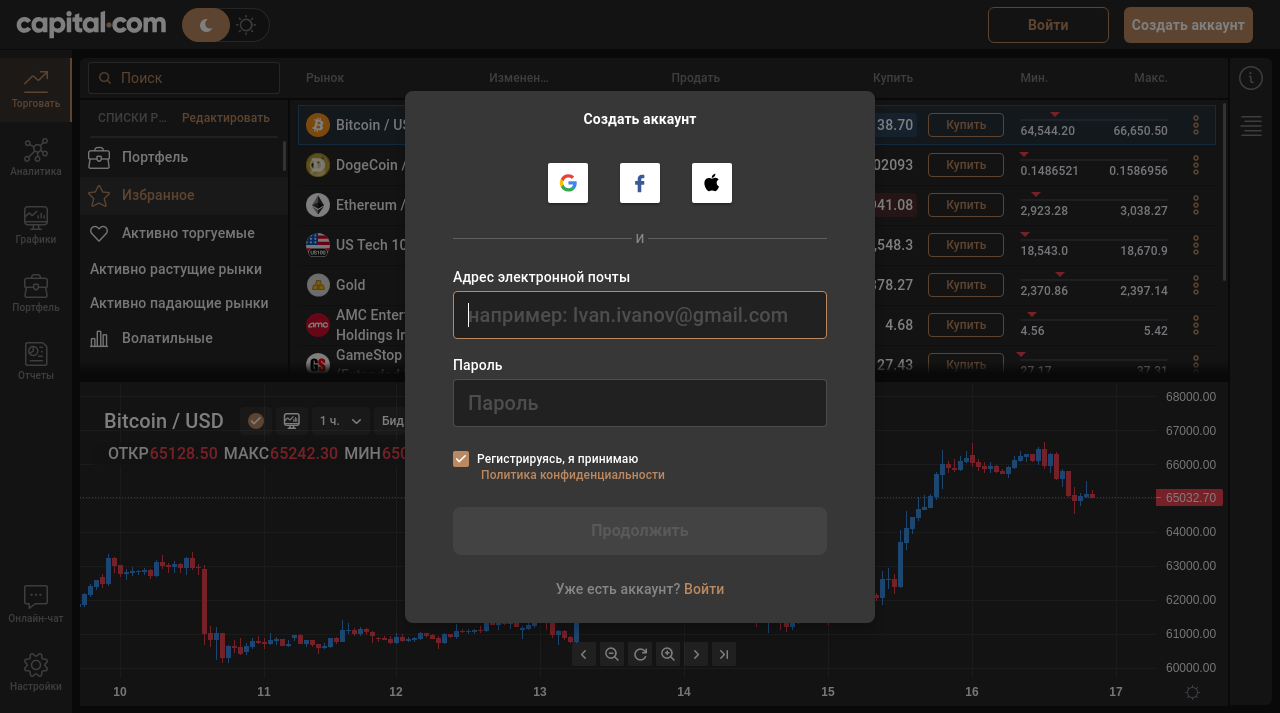 capital.com
Войти
Создать аккаунт
Поиск
Рынок
Изменен...
Продать
Купить
Мин.
Макс.
Торговать
Аналитика
Графики
Портфель
Отчеты
Онлайн-чат
Настройки
СПИСКИ Р...
Редактировать
Портфель
Избранное
Активно торгуемые
Активно растущие рынки
Активно падающие рынки
Волатильные
Bitcoin / US
38.70
Купить
64,544.20
66,650.50
DogeCoin /
02093
Купить
0.1486521
0.1586956
Ethereum /
041.08
Купить
2,923.28
3,038.27
US Tech 10
,548.3
Купить
18,543.0
18,670.9
Gold
378.27
Купить
2,370.86
2,397.14
AMC Enter
Holdings In
4.68
Купить
4.56
5.42
GameStop
27.43
Купить
27.17
37.31
Создать аккаунт
И
Адрес электронной почты
например: Ivan.ivanov@gmail.com
Пароль
Пароль
Регистрируясь, я принимаю
Политика конфиденциальности
Продолжить
Уже есть аккаунт? Войти
Bitcoin / USD
1 ч.
Бид
ОТКР65128.50 МАКС65242.30 МИН650
68000.00
67000.00
66000.00
65032.70
64000.00
63000.00
62000.00
61000.00
60000.00
10
11
12
13
14
15
16
17